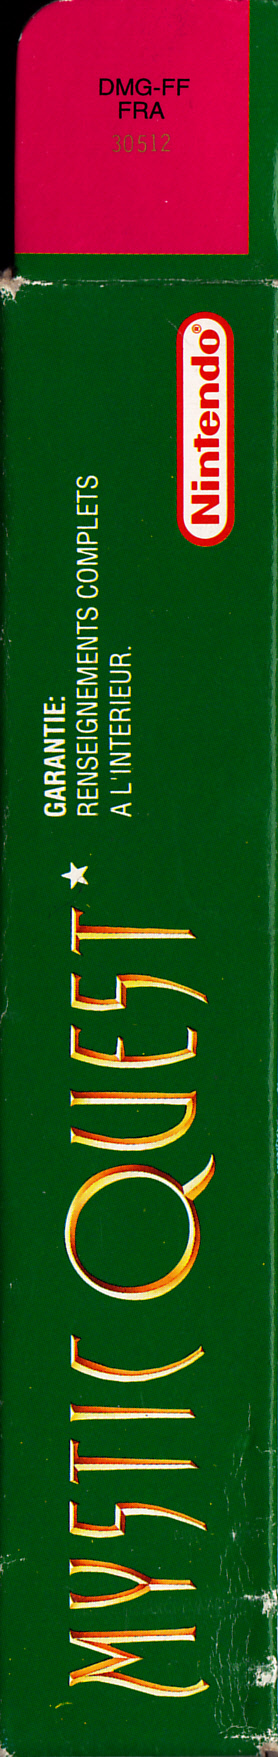 DMG-FF
FRA
30512
Nintendo®
GARANTIE:
RENSEIGNEMENTS COMPLETS
A L'INTERIEUR.
MYSTIC QUEST★